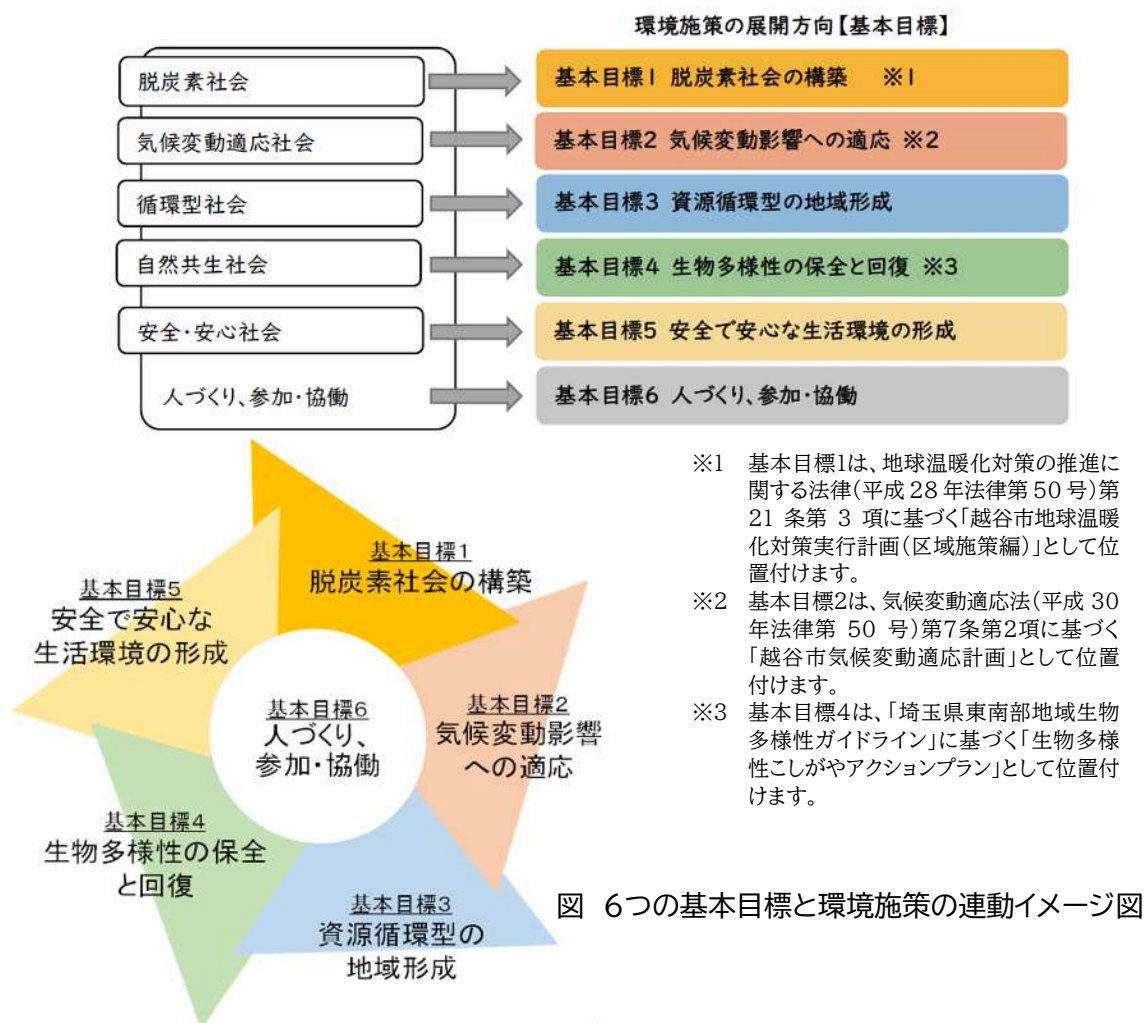 環境施策の展開方向【基本目標】
脱炭素社会
基本目標1 脱炭素社会の構築 ※1
気候変動適応社会
基本目標2 気候変動影響への適応 ※2
循環型社会
基本目標3 資源循環型の地域形成
自然共生社会
基本目標4 生物多様性の保全と回復 ※3
安全・安心社会
基本目標5 安全で安心な生活環境の形成
人づくり、参加・協働
基本目標6 人づくり、参加・協働
基本目標1
脱炭素社会の構築
基本目標2
気候変動影響
への適応
基本目標3
資源循環型の
地域形成
基本目標4
生物多様性の保全
と回復
基本目標5
安全で安心な
生活環境の形成
基本目標6
人づくり、
参加・協働
※1 基本目標1は、地球温暖化対策の推進に
関する法律(平成28年法律第50号)第
21条第3項に基づく「越谷市地球温暖
化対策実行計画(区域施策編)」として位
置付けます。
※2 基本目標2は、気候変動適応法(平成30
年法律第50号)第7条第2項に基づく
「越谷市気候変動適応計画」として位置
付けます。
※3 基本目標4は、「埼玉県東南部地域生物
多様性ガイドライン」に基づく「生物多様
性こしがやアクションプラン」として位置付
けます。
図 6つの基本目標と環境施策の連動イメージ図